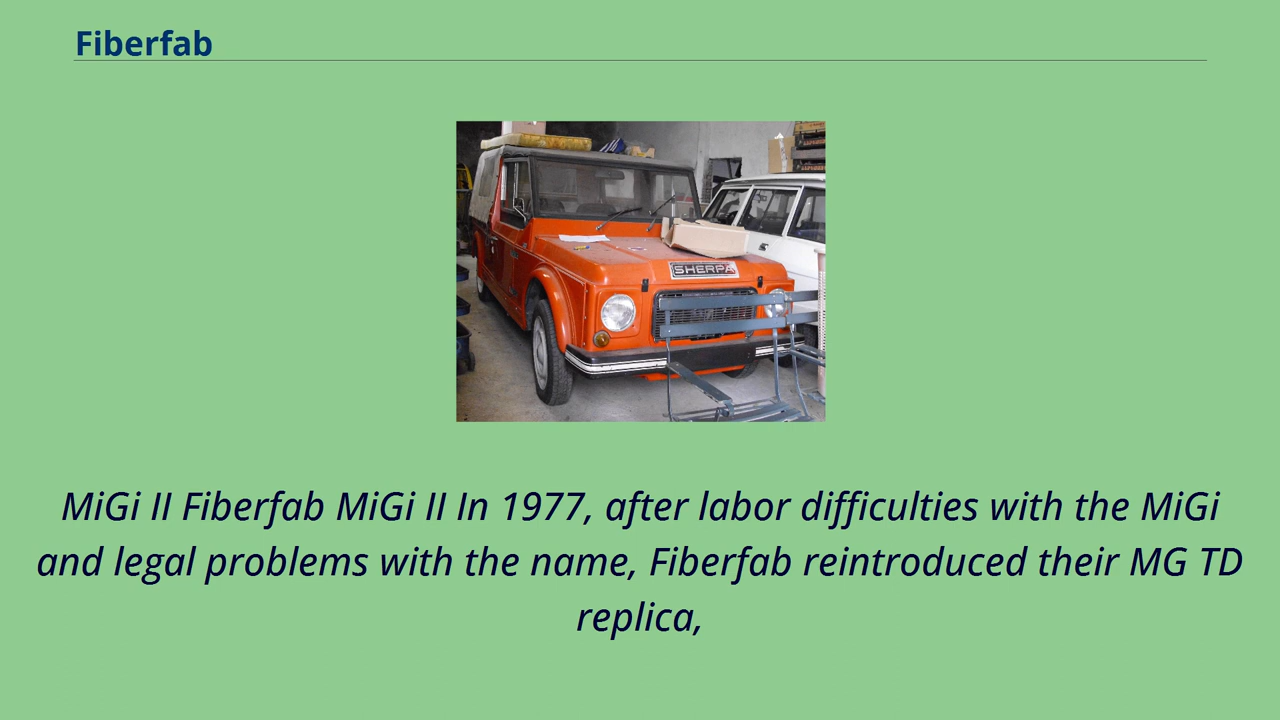 Fiberfab
SHERPA
MiGi II Fiberfab MiGi II In 1977, after labor difficulties with the MiGi
and legal problems with the name, Fiberfab reintroduced their MG TD
replica,